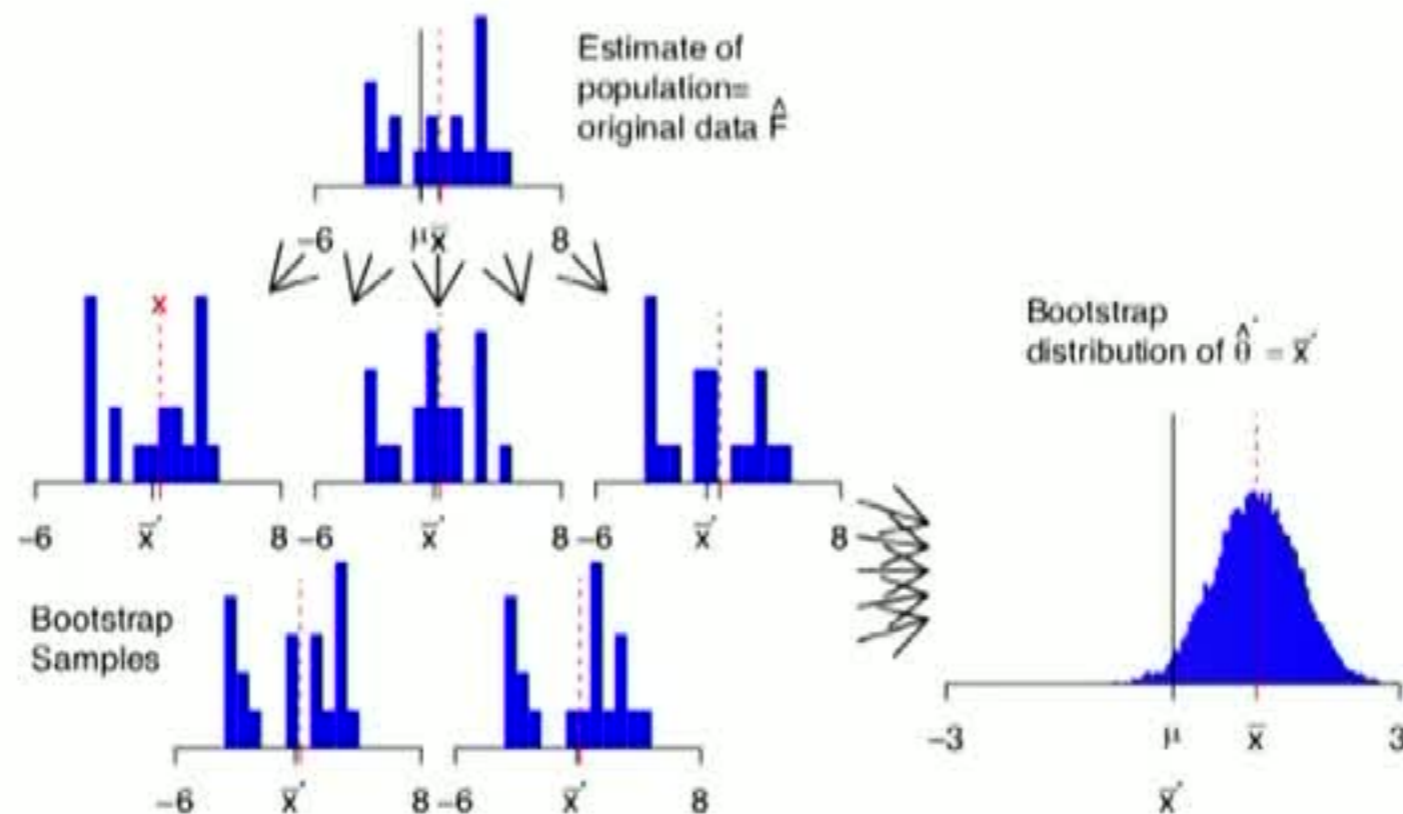 Estimate of
population=
original data F̂
-6 μ x̄ 8
x
-6 x̄* 8 -6 x̄* 8 -6 x̄* 8
Bootstrap
distribution of θ̂* = x̄*
Bootstrap
Samples
-6 x̄* 8 -6 x̄* 8
-3 μ x̄ 3
x̄*